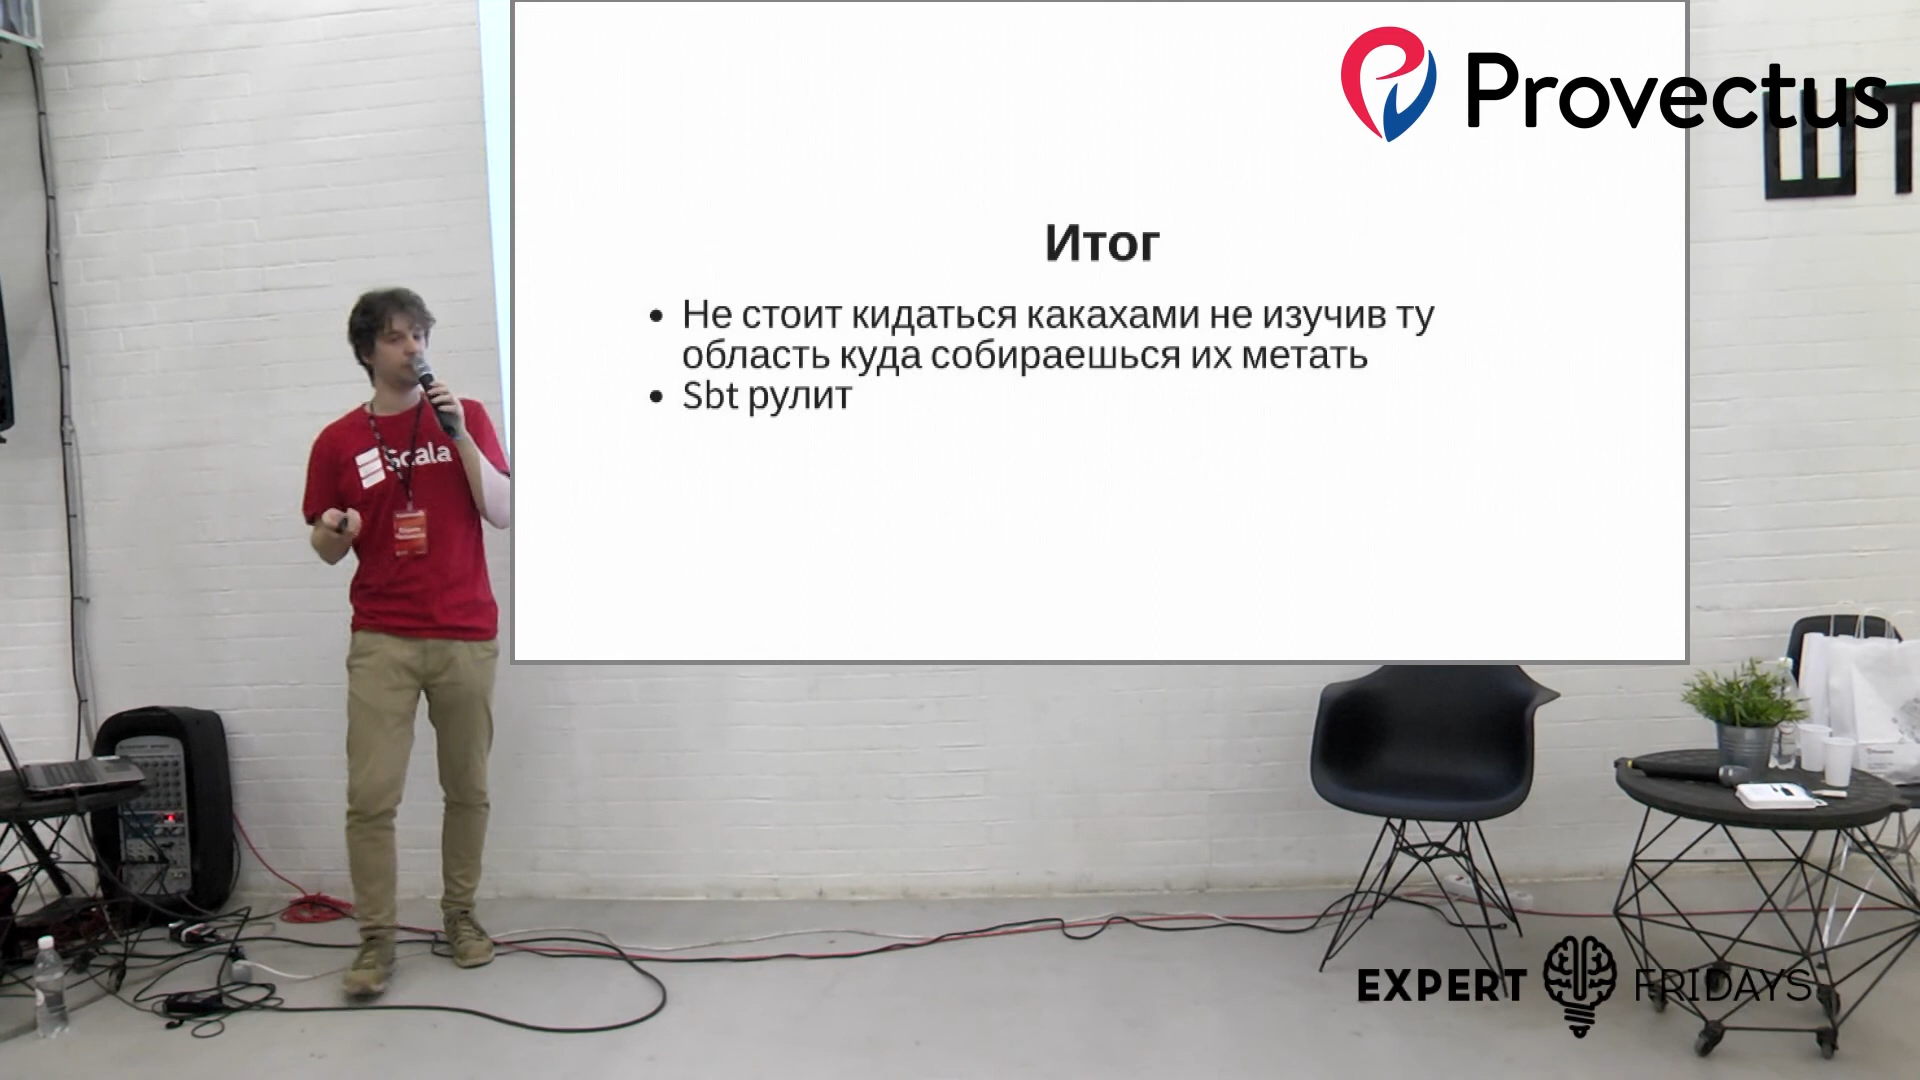 Provectus
ШТ
Итог
Не стоит кидаться какахами не изучив ту
область куда собираешься их метать
Sbt рулит
Scala
EXPERT FRIDAYS